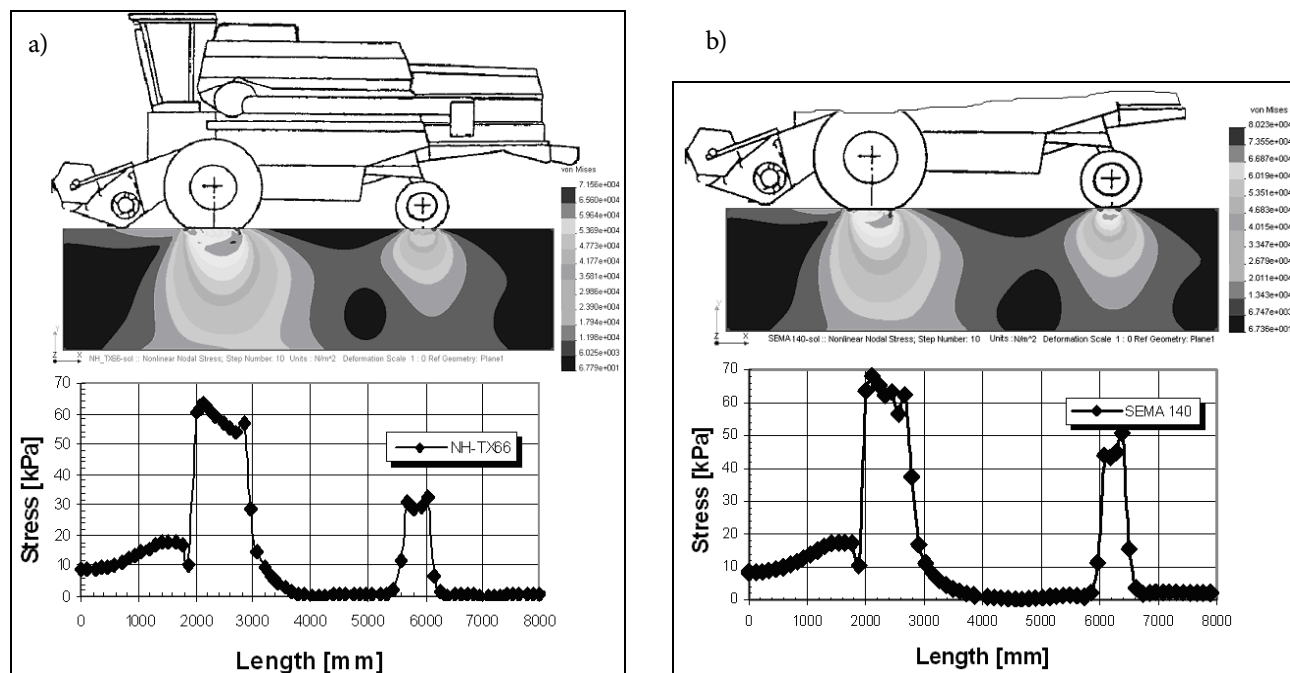 a)
von Mises
7.156e+004
6.560e+004
5.964e+004
5.369e+004
4.773e+004
3.581e+004
2.986e+004
2.390e+004
1.794e+004
1.198e+004
6.025e+003
6.779e+001
Y
Z X
NH_TX66-sol :: Nonlinear Nodal Stress; Step Number: 10 Units : N/m^2 Deformation Scale 1 : 0 Ref Geometry: Plane1
70
60
50
40
30
20
10
0
Stress [kPa]
NH-TX66
0 1000 2000 3000 4000 5000 6000 7000 8000
Length [mm]
b)
von Mises
8.023e+004
7.355e+004
6.687e+004
6.019e+004
5.351e+004
4.683e+004
4.015e+004
3.347e+004
2.679e+004
2.011e+004
1.343e+004
6.747e+003
6.736e+001
Y
Z X
SEMA140-sol :: Nonlinear Nodal Stress; Step Number: 10 Units : N/m^2 Deformation Scale 1 : 0 Ref Geometry: Plane1
70
60
50
40
30
20
10
0
Stress [kPa]
SEMA 140
0 1000 2000 3000 4000 5000 6000 7000 8000
Length [mm]